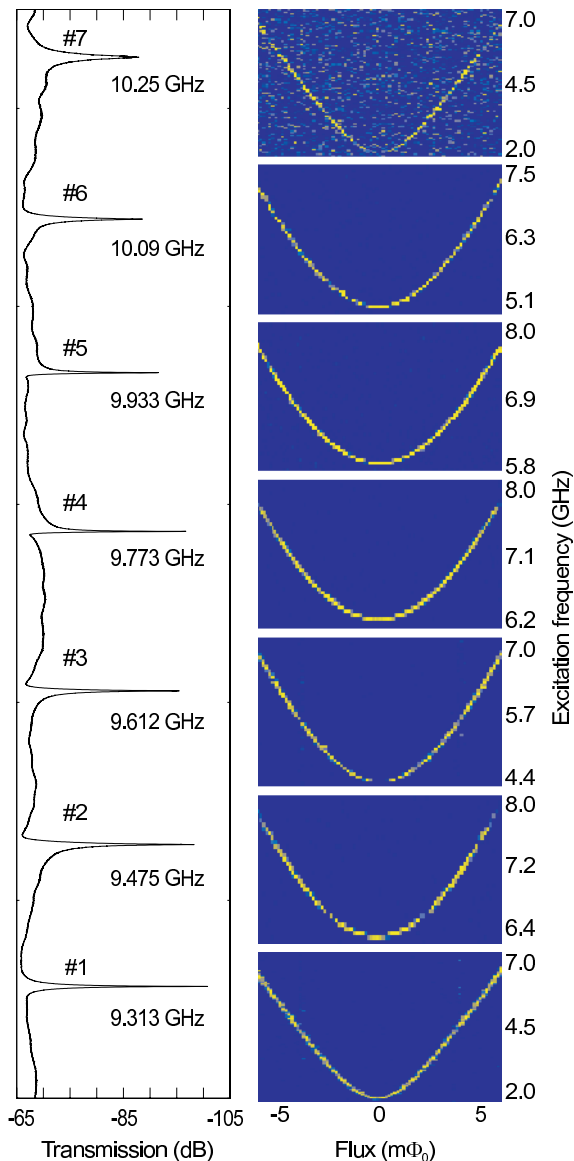 #7
10.25 GHz
#6
10.09 GHz
#5
9.933 GHz
#4
9.773 GHz
#3
9.612 GHz
#2
9.475 GHz
#1
9.313 GHz
-65 -85 -105
Transmission (dB)
7.0
4.5
2.0
7.5
6.3
5.1
8.0
6.9
5.8
8.0
7.1
6.2
7.0
5.7
4.4
8.0
7.2
6.4
7.0
4.5
2.0
Excitation frequency (GHz)
-5 0 5
Flux (mΦ₀)